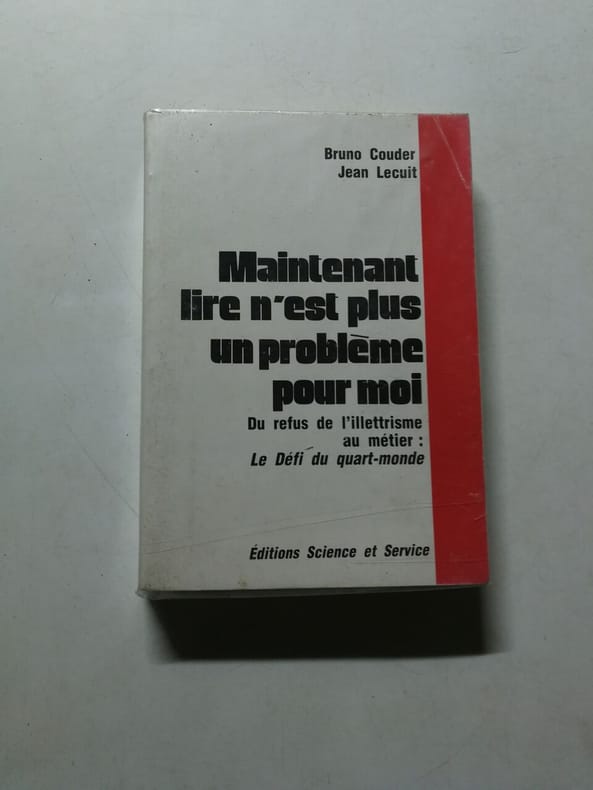 Bruno Couder
Jean Lecuit
Maintenant
lire n'est plus
un problème
pour moi
Du refus de l'illettrisme
au métier :
Le Défi du quart-monde
Éditions Science et Service